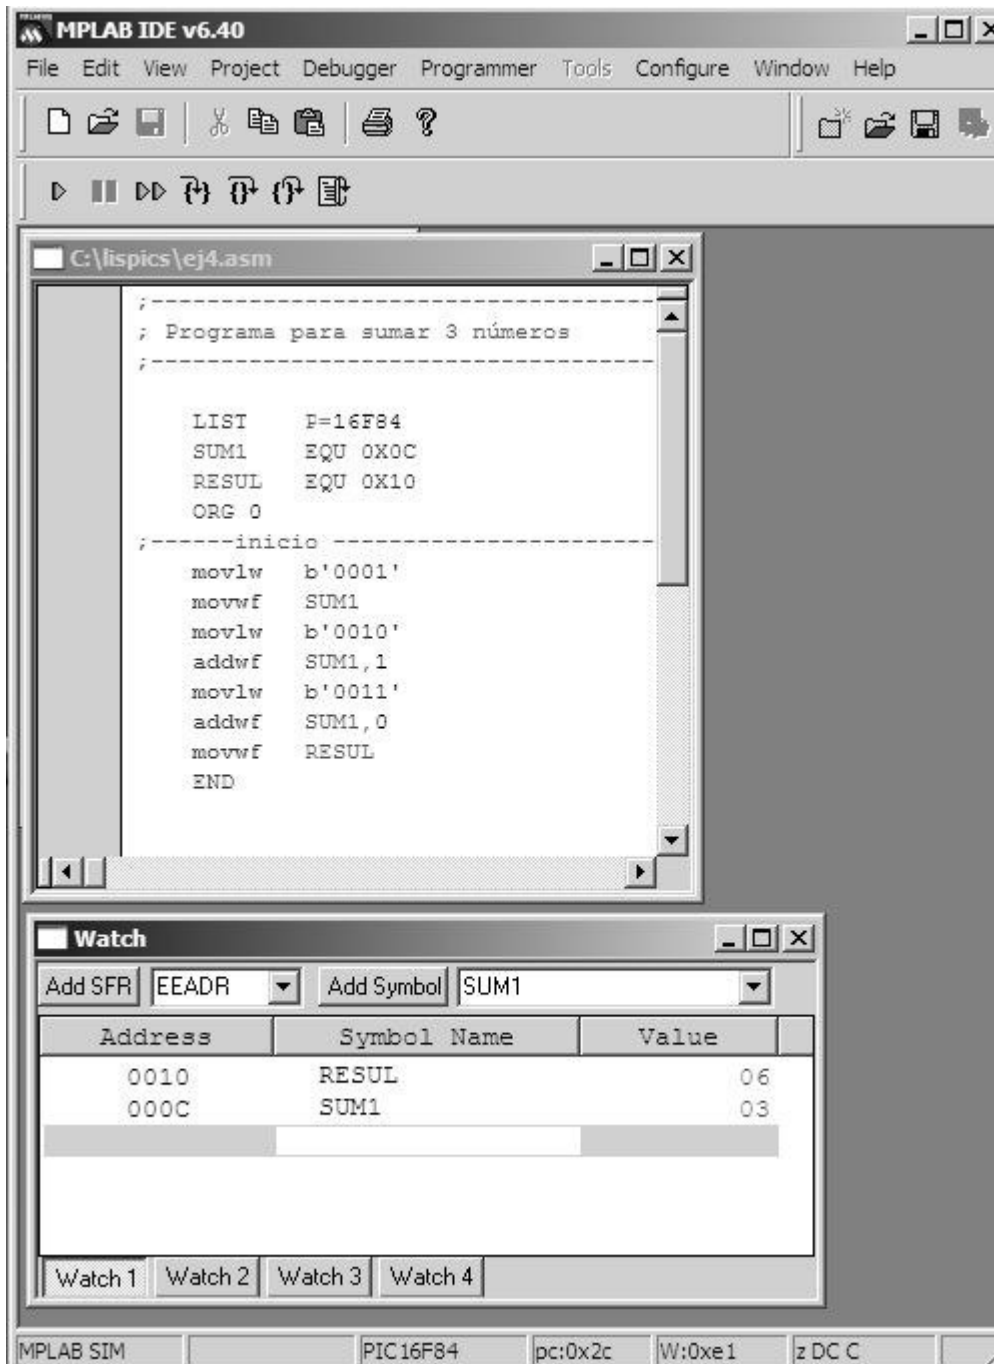 MPLAB IDE v6.40
File Edit View Project Debugger Programmer Tools Configure Window Help
C:\lispics\ej4.asm
;------------------------------------
; Programa para sumar 3 números
;------------------------------------
LIST P=16F84
SUM1 EQU 0X0C
RESUL EQU 0X10
ORG 0
;------inicio -----------------------
movlw b'0001'
movwf SUM1
movlw b'0010'
addwf SUM1,1
movlw b'0011'
addwf SUM1,0
movwf RESUL
END
Watch
Add SFR EEADR Add Symbol SUM1
Address Symbol Name Value
0010 RESUL 06
000C SUM1 03
Watch 1 Watch 2 Watch 3 Watch 4
MPLAB SIM PIC16F84 pc:0x2c W:0xe1 z DC C